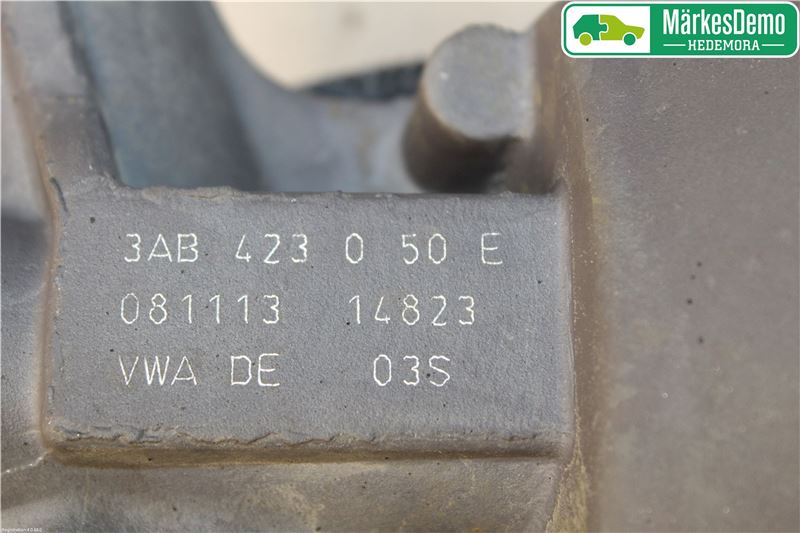 MärkesDemo
HEDEMORA
3AB 423 0 50 E
081113 14823
VWA DE 03S